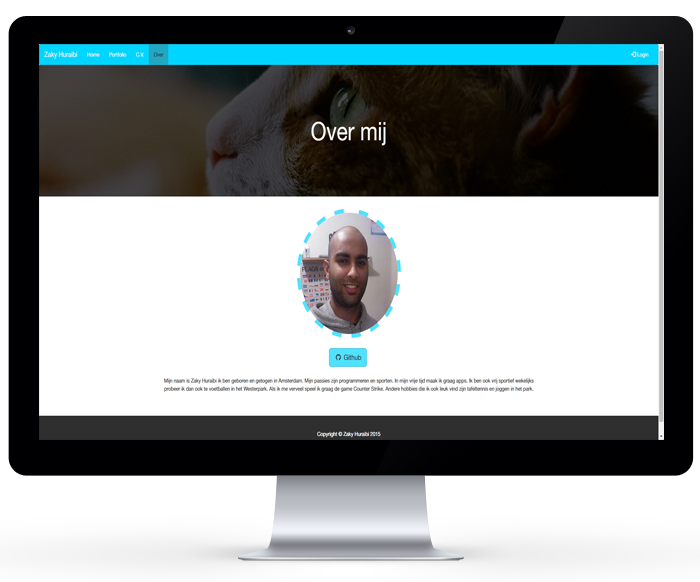 Zaky Huraibi Home Portfolio C.V. Over Login
Over mij
Github
Mijn naam is Zaky Huraibi ik ben geboren en getogen in Amsterdam. Mijn passies zijn programmeren en sporten. In mijn vrije tijd maak ik graag apps. Ik ben ook vrij sportief wekelijks
probeer ik dan ook te voetballen in het Westerpark. Als ik me verveel speel ik graag de game Counter Strike. Andere hobbies die ik ook leuk vind zijn tafeltennis en joggen in het park.
Copyright © Zaky Huraibi 2015